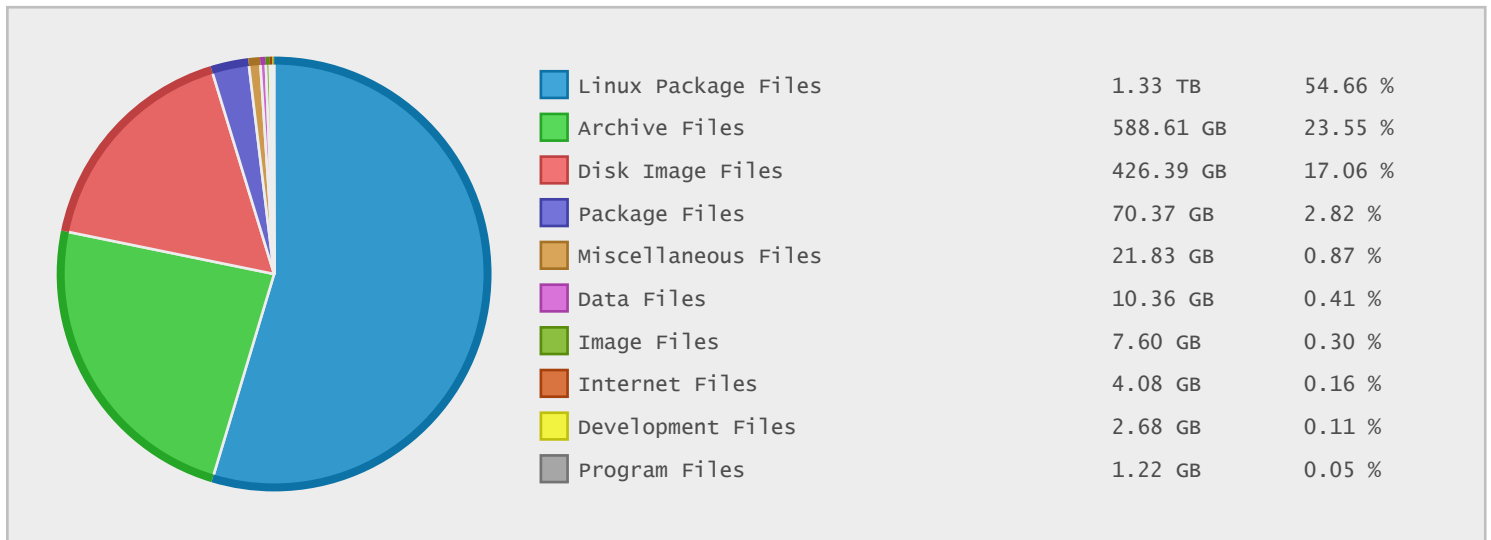 Linux Package Files 1.33 TB 54.66 %
Archive Files 588.61 GB 23.55 %
Disk Image Files 426.39 GB 17.06 %
Package Files 70.37 GB 2.82 %
Miscellaneous Files 21.83 GB 0.87 %
Data Files 10.36 GB 0.41 %
Image Files 7.60 GB 0.30 %
Internet Files 4.08 GB 0.16 %
Development Files 2.68 GB 0.11 %
Program Files 1.22 GB 0.05 %